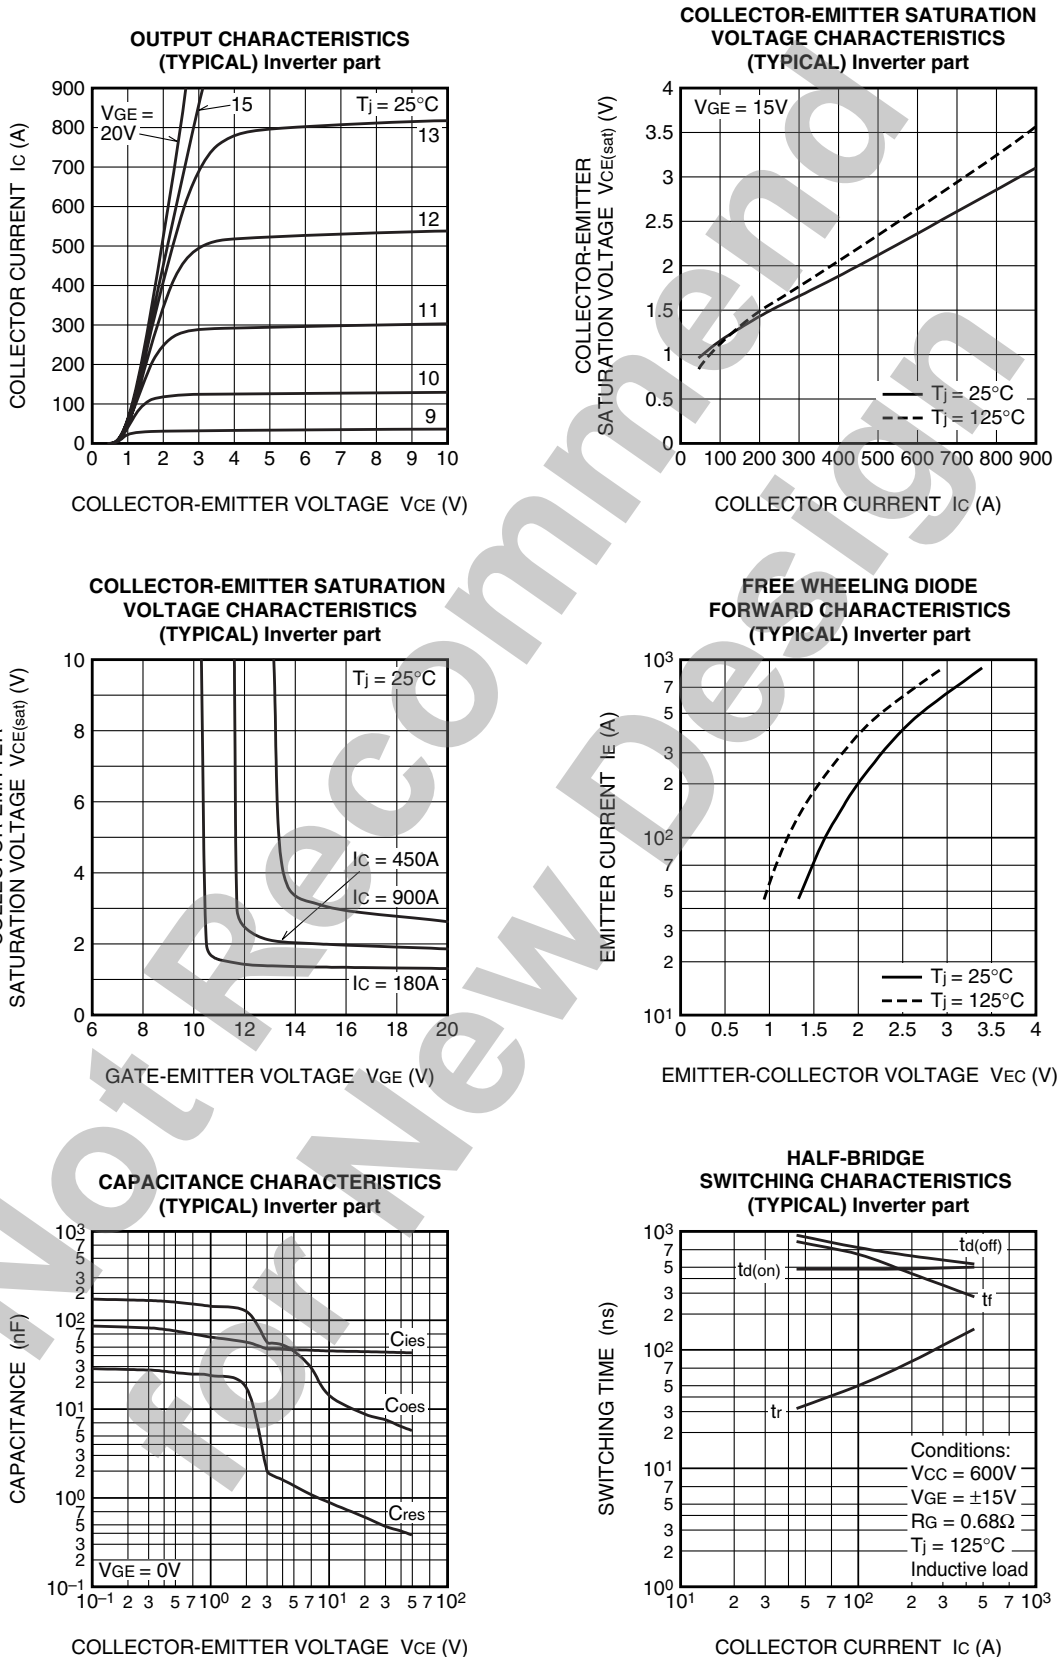 OUTPUT CHARACTERISTICS
(TYPICAL) Inverter part
COLLECTOR CURRENT IC (A)
900
800
700
600
500
400
300
200
100
0
VGE =
20V
15
Tj = 25°C
13
12
11
10
9
0 1 2 3 4 5 6 7 8 9 10
COLLECTOR-EMITTER VOLTAGE VCE (V)
COLLECTOR-EMITTER SATURATION
VOLTAGE CHARACTERISTICS
(TYPICAL) Inverter part
COLLECTOR-EMITTER
SATURATION VOLTAGE VCE(sat) (V)
4
3.5
3
2.5
2
1.5
1
0.5
0
VGE = 15V
Tj = 25°C
Tj = 125°C
0 100 200 300 400 500 600 700 800 900
COLLECTOR CURRENT IC (A)
COLLECTOR-EMITTER SATURATION
VOLTAGE CHARACTERISTICS
(TYPICAL) Inverter part
SATURATION VOLTAGE VCE(sat) (V)
10
8
6
4
2
0
Tj = 25°C
IC = 450A
IC = 900A
IC = 180A
6 8 10 12 14 16 18 20
GATE-EMITTER VOLTAGE VGE (V)
FREE WHEELING DIODE
FORWARD CHARACTERISTICS
(TYPICAL) Inverter part
EMITTER CURRENT IE (A)
10³
7
5
3
2
10²
7
5
3
2
10¹
Tj = 25°C
Tj = 125°C
0 0.5 1 1.5 2 2.5 3 3.5 4
EMITTER-COLLECTOR VOLTAGE VEC (V)
CAPACITANCE CHARACTERISTICS
(TYPICAL) Inverter part
CAPACITANCE (nF)
10³
7
5
3
2
10²
7
5
3
2
10¹
7
5
3
2
10⁰
7
5
3
2
10⁻¹
Cies
Coes
Cres
VGE = 0V
10⁻¹ 2 3 5 7 10⁰ 2 3 5 7 10¹ 2 3 5 7 10²
COLLECTOR-EMITTER VOLTAGE VCE (V)
HALF-BRIDGE
SWITCHING CHARACTERISTICS
(TYPICAL) Inverter part
SWITCHING TIME (ns)
10³
7
5
3
2
10²
7
5
3
2
10¹
7
5
3
2
10⁰
td(off)
td(on)
tf
tr
Conditions:
VCC = 600V
VGE = ±15V
RG = 0.68Ω
Tj = 125°C
Inductive load
10¹ 2 3 5 7 10² 2 3 5 7 10³
COLLECTOR CURRENT IC (A)
Not Recommend
for New Design